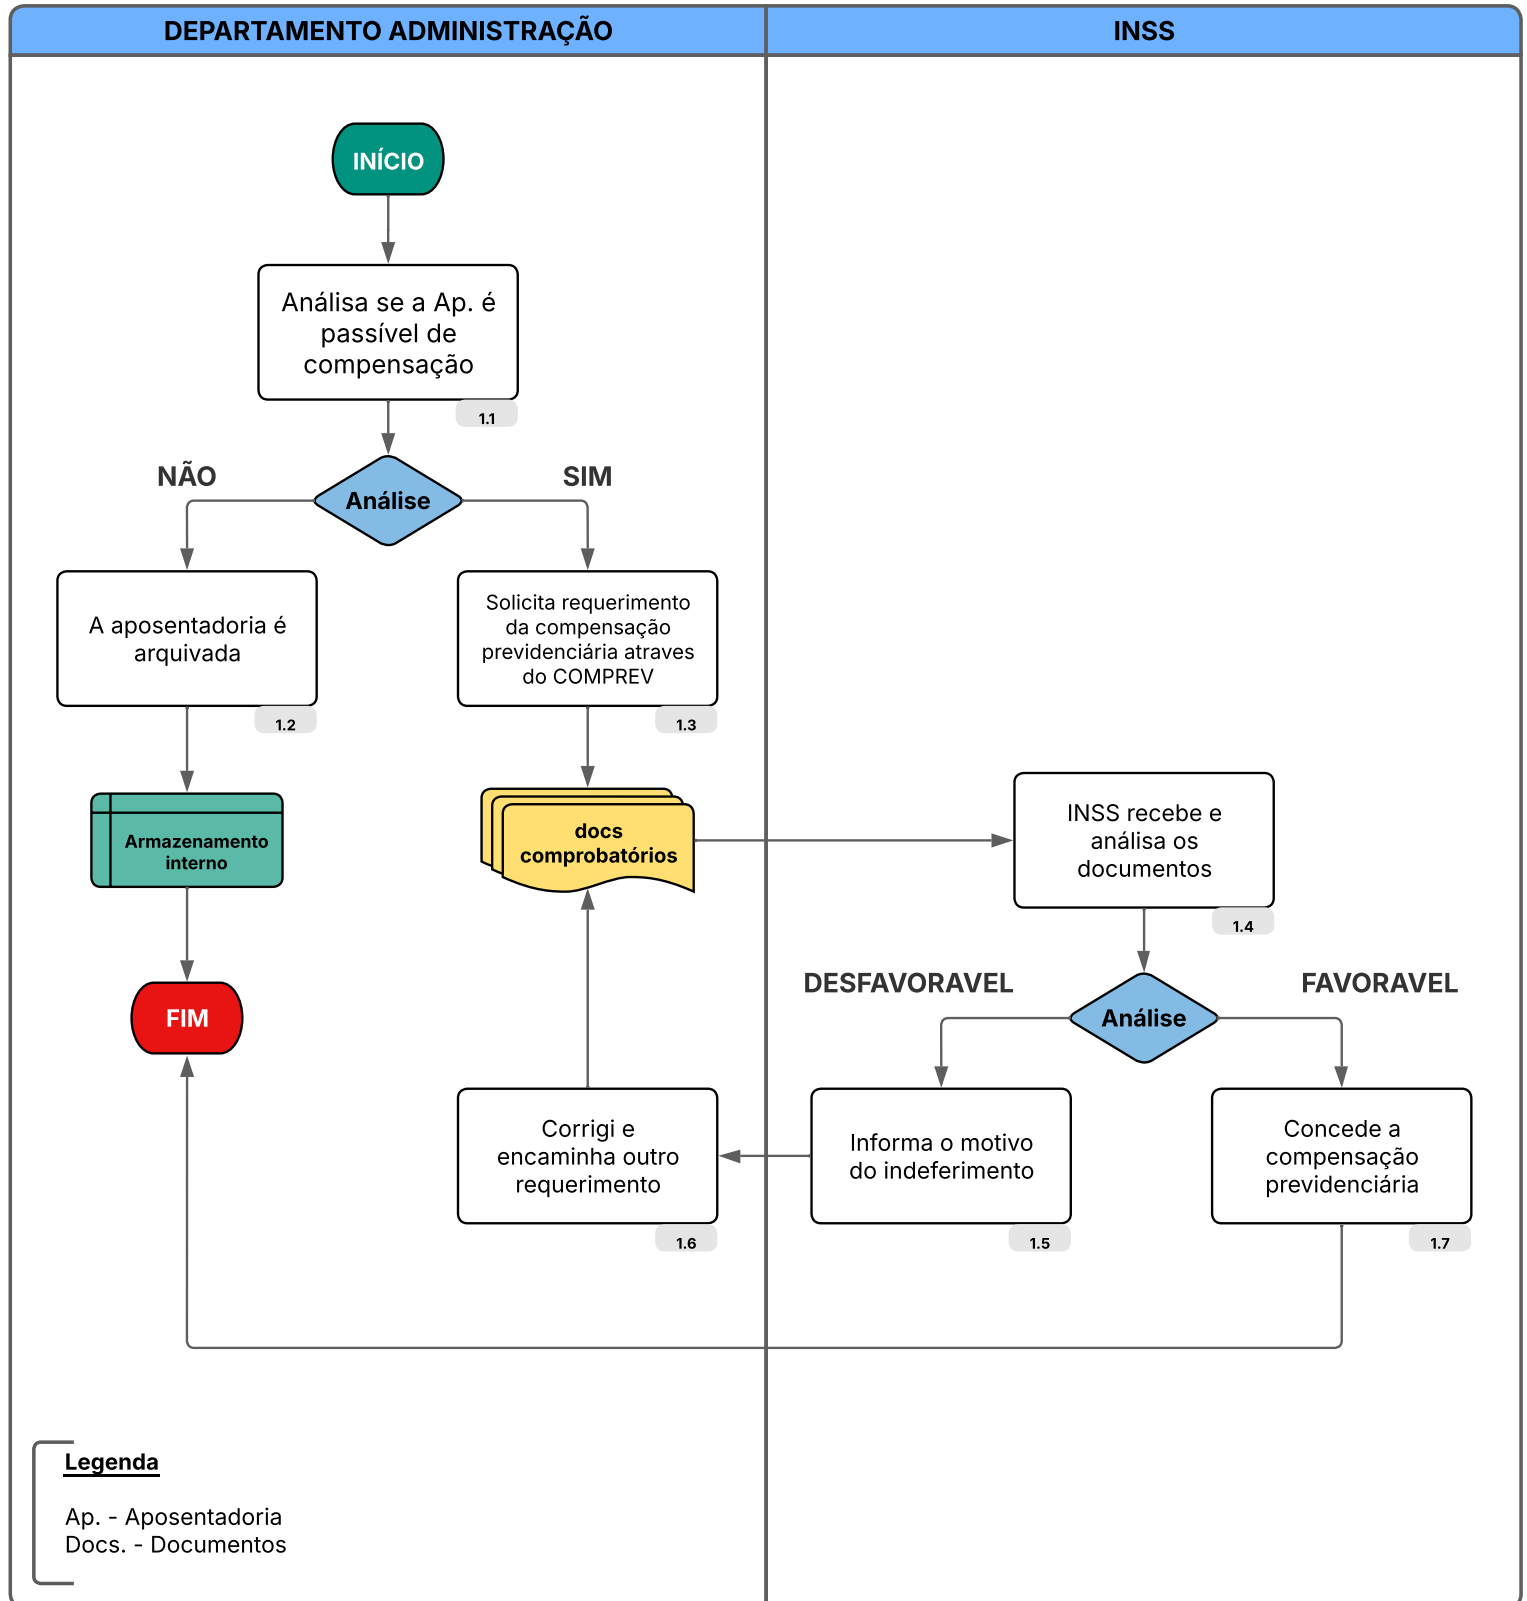 DEPARTAMENTO ADMINISTRAÇÃO
INSS
INÍCIO
Análisa se a Ap. é
passível de
compensação
1.1
NÃO
SIM
Análise
A aposentadoria é
arquivada
1.2
Solicita requerimento
da compensação
previdenciária atraves
do COMPREV
1.3
Armazenamento
interno
docs
comprobatórios
INSS recebe e
análisa os
documentos
1.4
DESFAVORAVEL
FAVORAVEL
Análise
FIM
Corrigi e
encaminha outro
requerimento
1.6
Informa o motivo
do indeferimento
1.5
Concede a
compensação
previdenciária
1.7
Legenda
Ap. - Aposentadoria
Docs. - Documentos